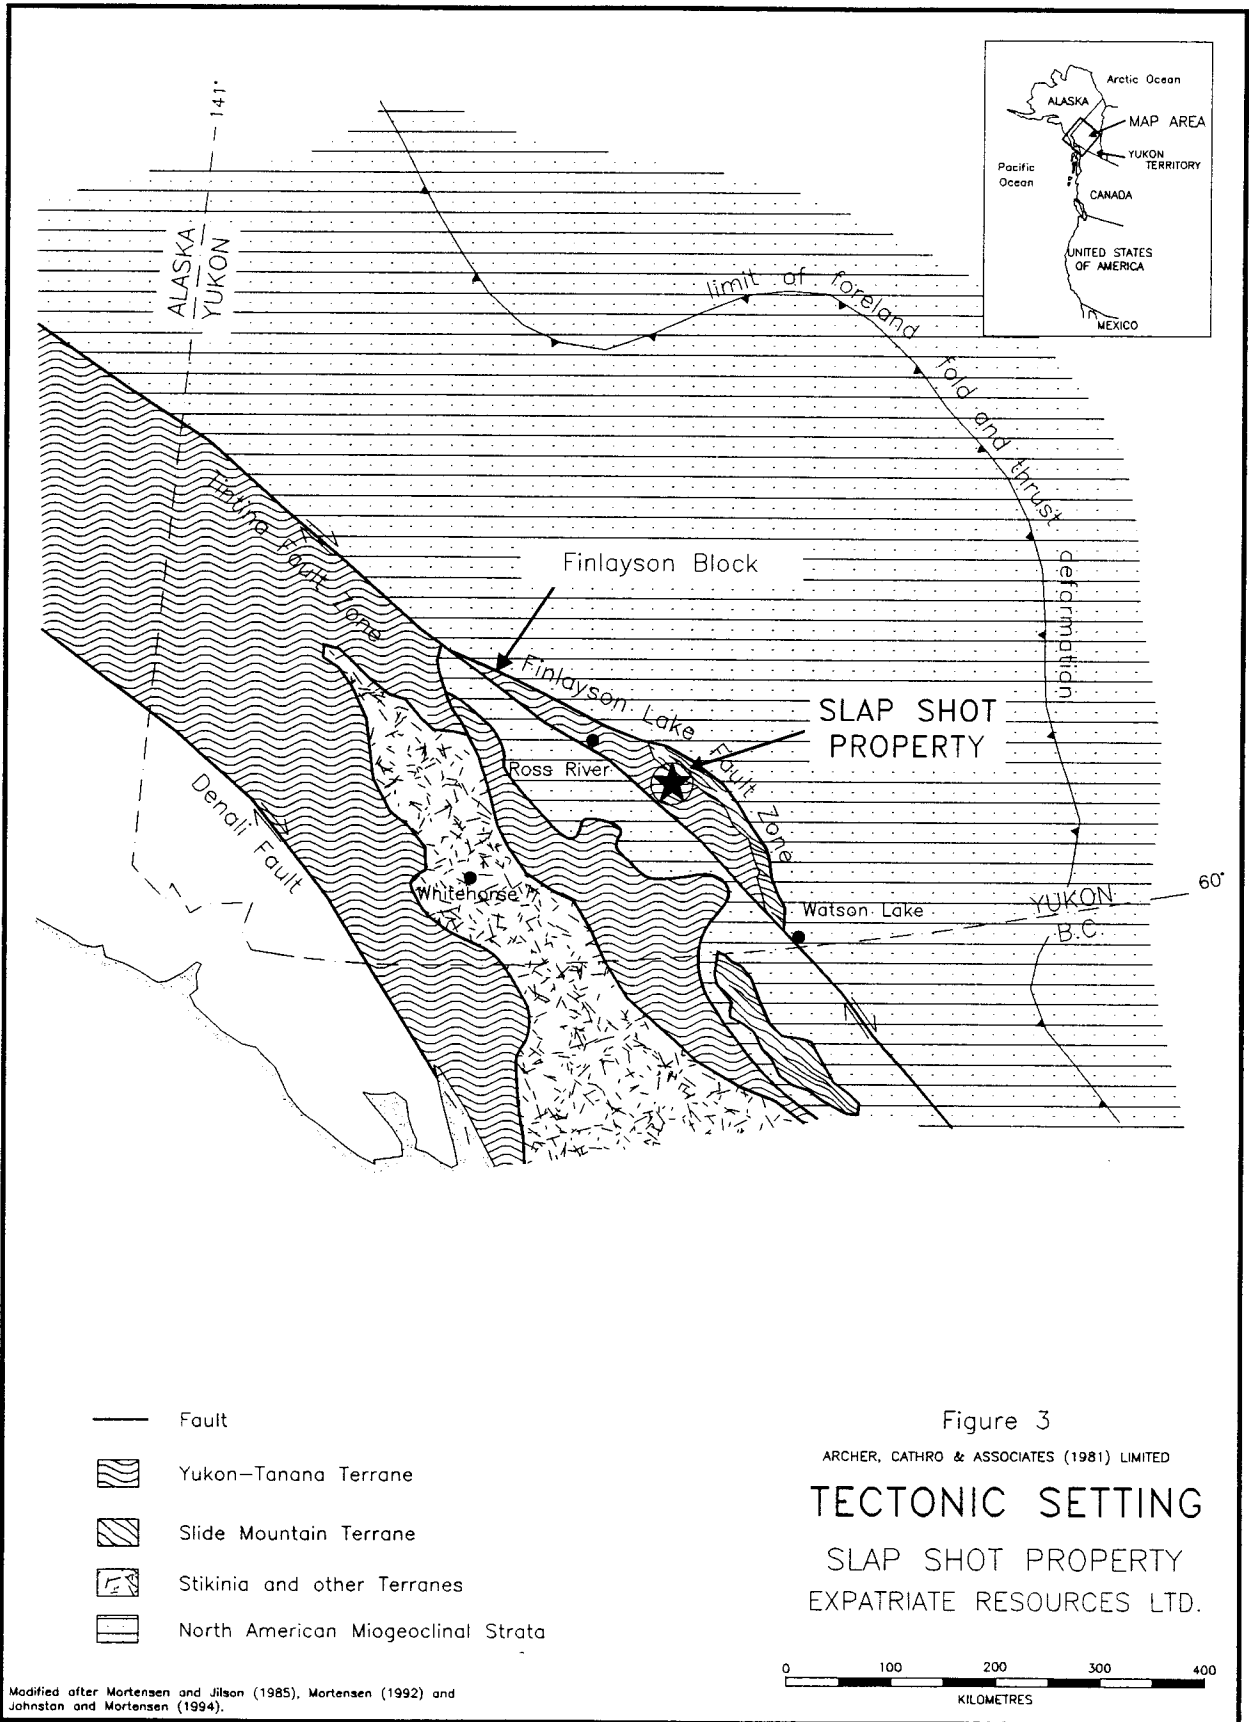 141°
ALASKA
YUKON
Arctic Ocean
ALASKA
MAP AREA
YUKON
TERRITORY
Pacific
Ocean
CANADA
UNITED STATES
OF AMERICA
MEXICO
limit of foreland fold and thrust deformation
Tintina Fault Zone
Finlayson Block
Finlayson Lake Fault Zone
SLAP SHOT
PROPERTY
Ross River
Denali Fault
Whitehorse
Watson Lake
60°
YUKON
B.C.
Fault
Yukon-Tanana Terrane
Slide Mountain Terrane
Stikinia and other Terranes
North American Miogeoclinal Strata
Figure 3
ARCHER, CATHRO & ASSOCIATES (1981) LIMITED
TECTONIC SETTING
SLAP SHOT PROPERTY
EXPATRIATE RESOURCES LTD.
0 100 200 300 400
KILOMETRES
Modified after Mortensen and Jilson (1985), Mortensen (1992) and
Johnston and Mortensen (1994).